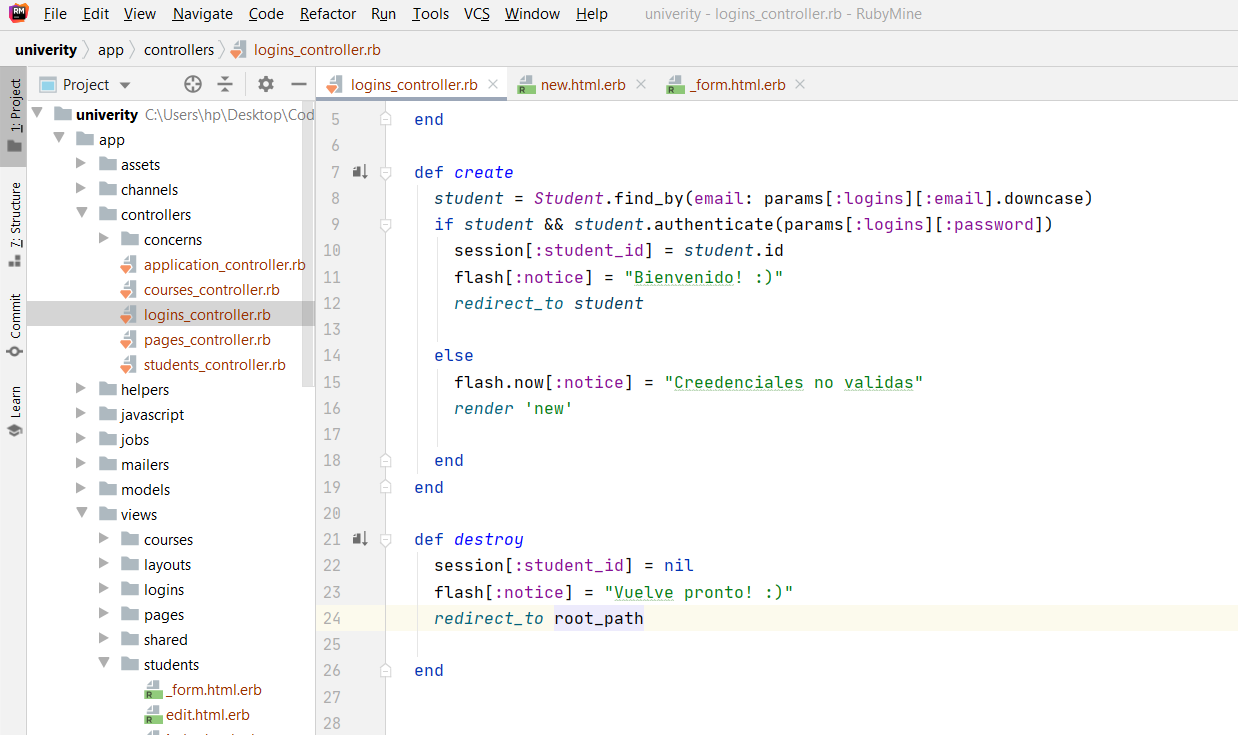 RM File Edit View Navigate Code Refactor Run Tools VCS Window Help univerity - logins_controller.rb - RubyMine
univerity app controllers logins_controller.rb
Project logins_controller.rb new.html.erb _form.html.erb
1: Project
7: Structure
Commit
Learn
univerity C:\Users\hp\Desktop\Cod
app
assets
channels
controllers
concerns
application_controller.rb
courses_controller.rb
logins_controller.rb
pages_controller.rb
students_controller.rb
helpers
javascript
jobs
mailers
models
views
courses
layouts
logins
pages
shared
students
_form.html.erb
edit.html.erb
5 end
6
7 def create
8 student = Student.find_by(email: params[:logins][:email].downcase)
9 if student && student.authenticate(params[:logins][:password])
10 session[:student_id] = student.id
11 flash[:notice] = "Bienvenido! :)"
12 redirect_to student
13
14 else
15 flash.now[:notice] = "Creedenciales no validas"
16 render 'new'
17
18 end
19 end
20
21 def destroy
22 session[:student_id] = nil
23 flash[:notice] = "Vuelve pronto! :)"
24 redirect_to root_path
25
26 end
27
28